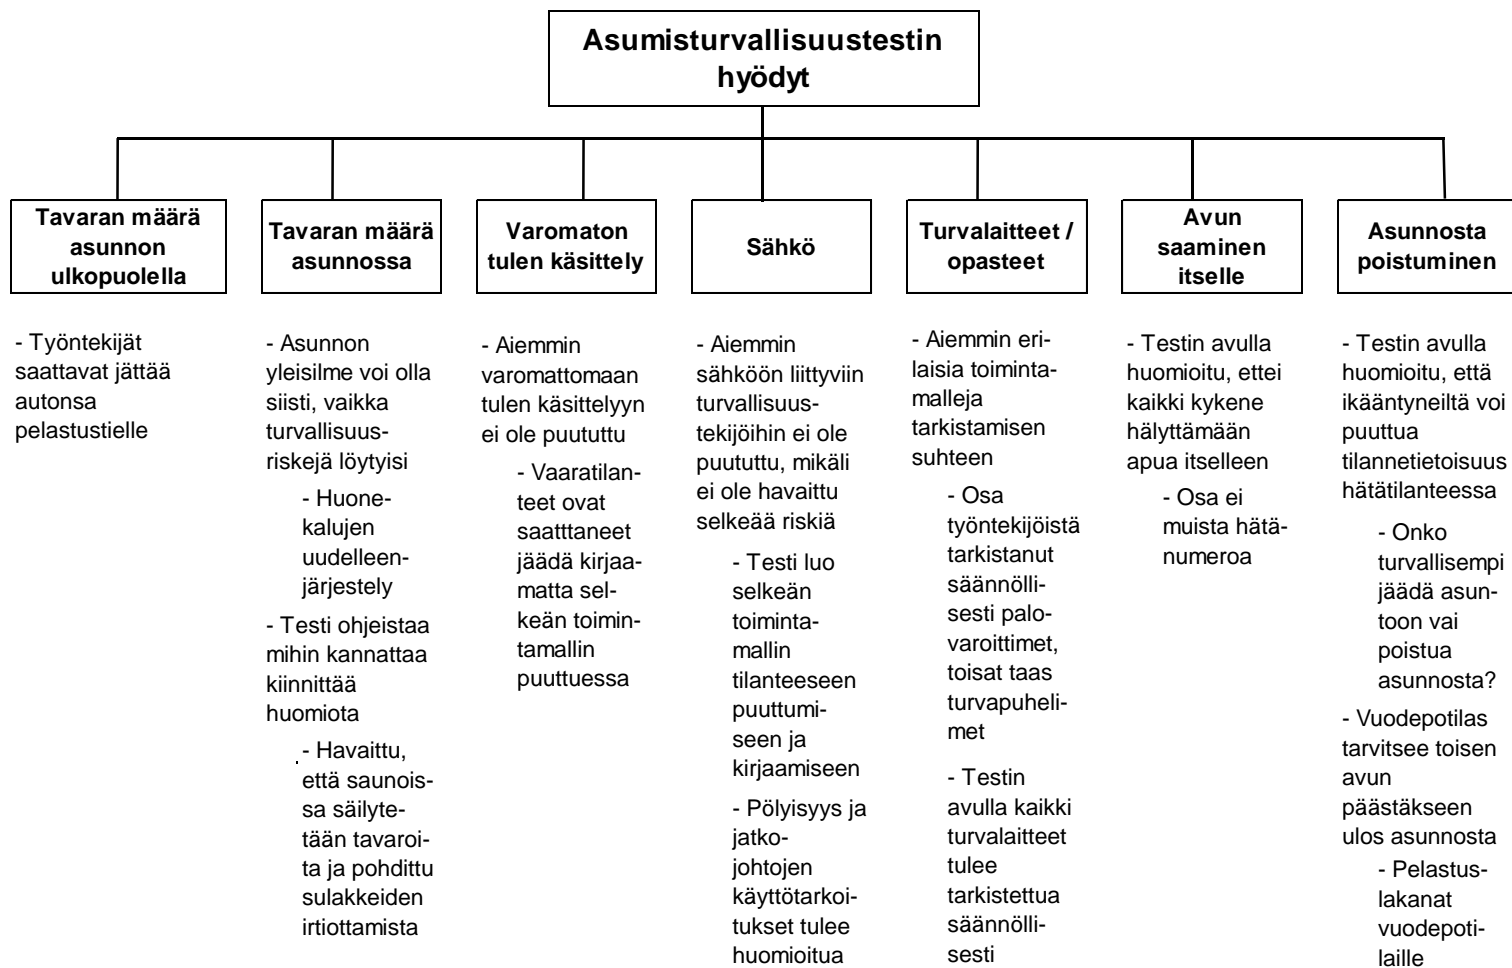 Asumisturvallisuustestin
hyödyt
Tavaran määrä
asunnon
ulkopuolella
Tavaran määrä
asunnossa
Varomaton
tulen käsittely
Sähkö
Turvalaitteet /
opasteet
Avun
saaminen
itselle
Asunnosta
poistuminen
- Työntekijät
saattavat jättää
autonsa
pelastustielle
- Asunnon
yleisilme voi olla
siisti, vaikka
turvallisuus-
riskejä löytyisi
- Huone-
kalujen
uudelleen-
järjestely
- Testi ohjeistaa
mihin kannattaa
kiinnittää
huomiota
- Havaittu,
että saunois-
sa säilyte-
tään tavaroi-
ta ja pohdittu
sulakkeiden
irtiottamista
- Aiemmin
varomattomaan
tulen käsittelyyn
ei ole puututtu
- Vaaratilan-
teet ovat
saatttaneet
jäädä kirjaa-
matta sel-
keän toimin-
tamallin
puuttuessa
- Aiemmin
sähköön liittyviin
turvallisuus-
tekijöihin ei ole
puututtu, mikäli
ei ole havaittu
selkeää riskiä
- Testi luo
selkeän
toiminta-
mallin
tilanteeseen
puuttumi-
seen ja
kirjaamiseen
- Pölyisyys ja
jatko-
johtojen
käyttötarkoi-
tukset tulee
huomioitua
- Aiemmin eri-
laisia toiminta-
malleja
tarkistamisen
suhteen
- Osa
työntekijöistä
tarkistanut
säännölli-
sesti palo-
varoittimet,
toisat taas
turvapuheli-
met
- Testin
avulla kaikki
turvalaitteet
tulee
tarkistettua
säännölli-
sesti
- Testin avulla
huomioitu, ettei
kaikki kykene
hälyttämään
apua itselleen
- Osa ei
muista hätä-
numeroa
- Testin avulla
huomioitu, että
ikääntyneiltä voi
puuttua
tilannetietoisuus
hätätilanteessa
- Onko
turvallisempi
jäädä asun-
toon vai
poistua
asunnosta?
- Vuodepotilas
tarvitsee toisen
avun
päästäkseen
ulos asunnosta
- Pelastus-
lakanat
vuodepoti-
laille